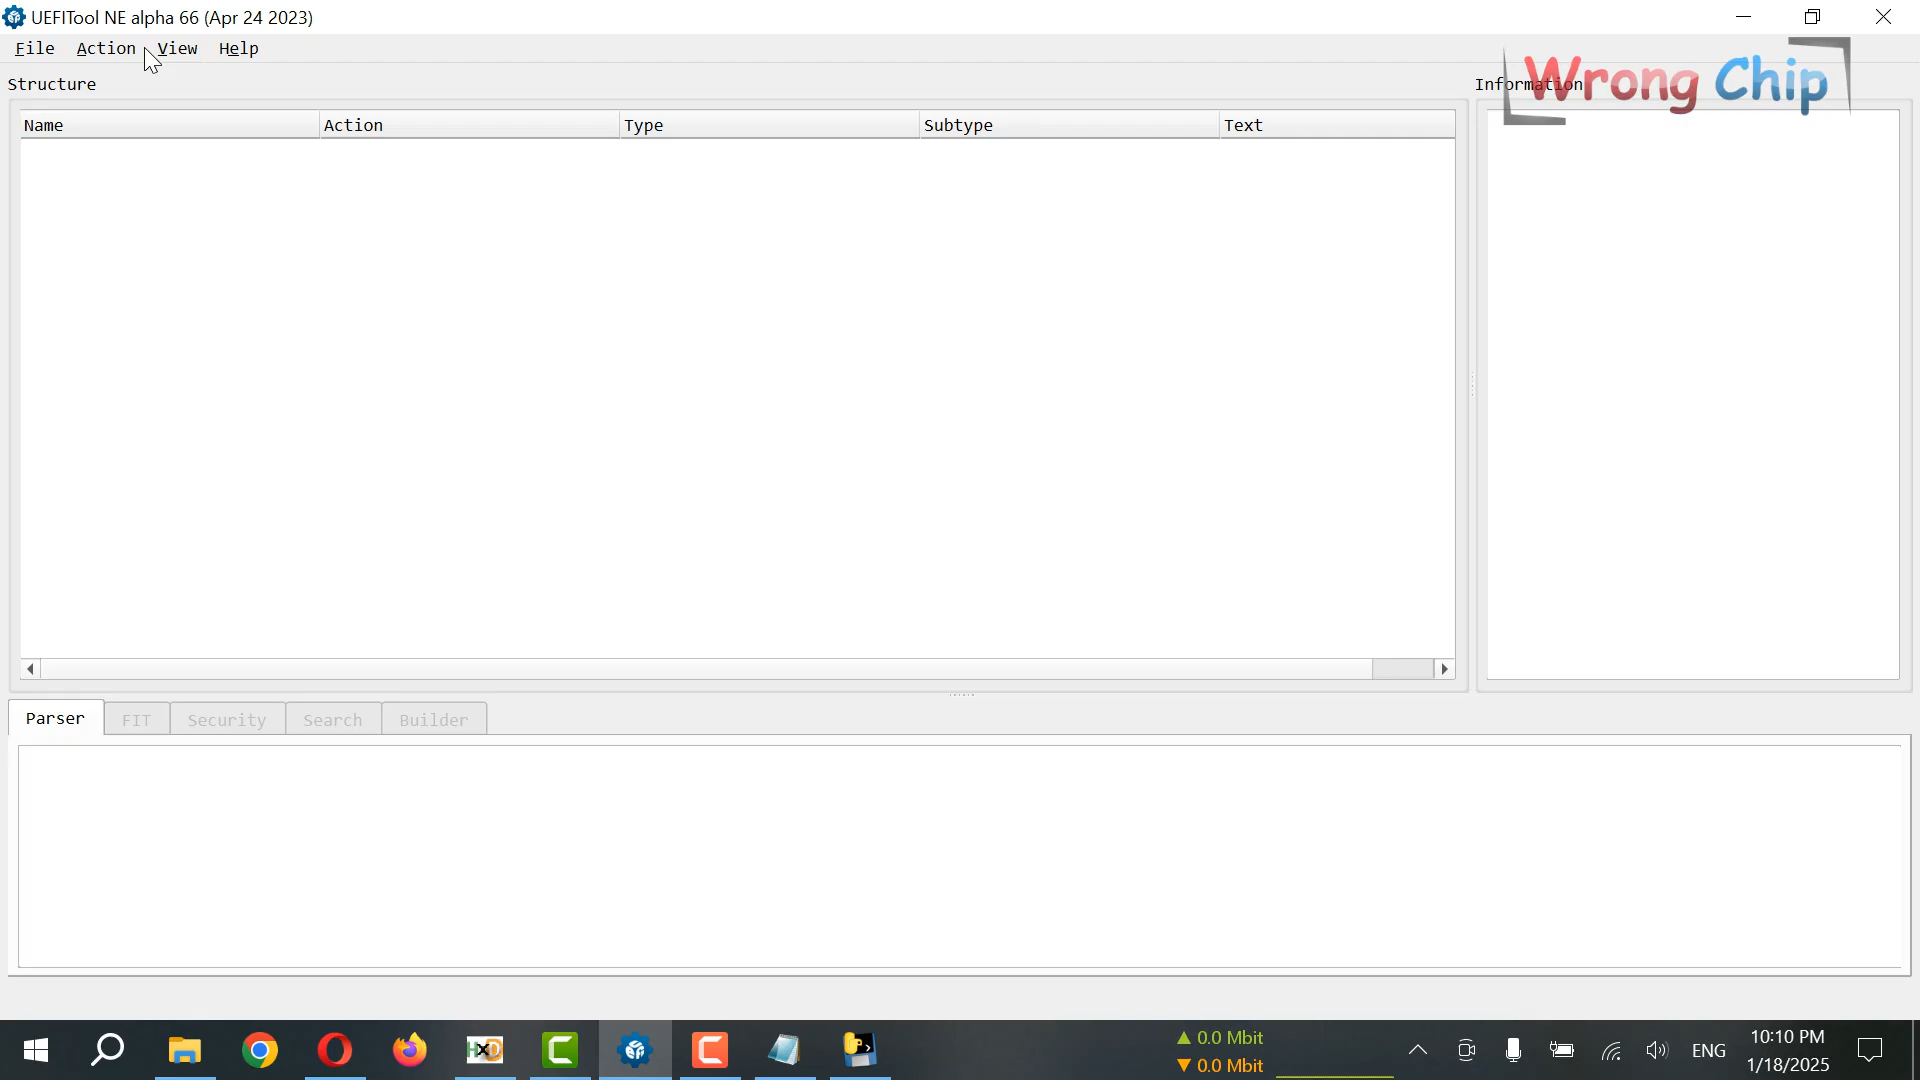 UEFITool NE alpha 66 (Apr 24 2023)
File Action View Help
Wrong Chip
Structure
Information
Name Action Type Subtype Text
Parser FIT Security Search Builder
0.0 Mbit
0.0 Mbit
ENG
10:10 PM
1/18/2025
HXD